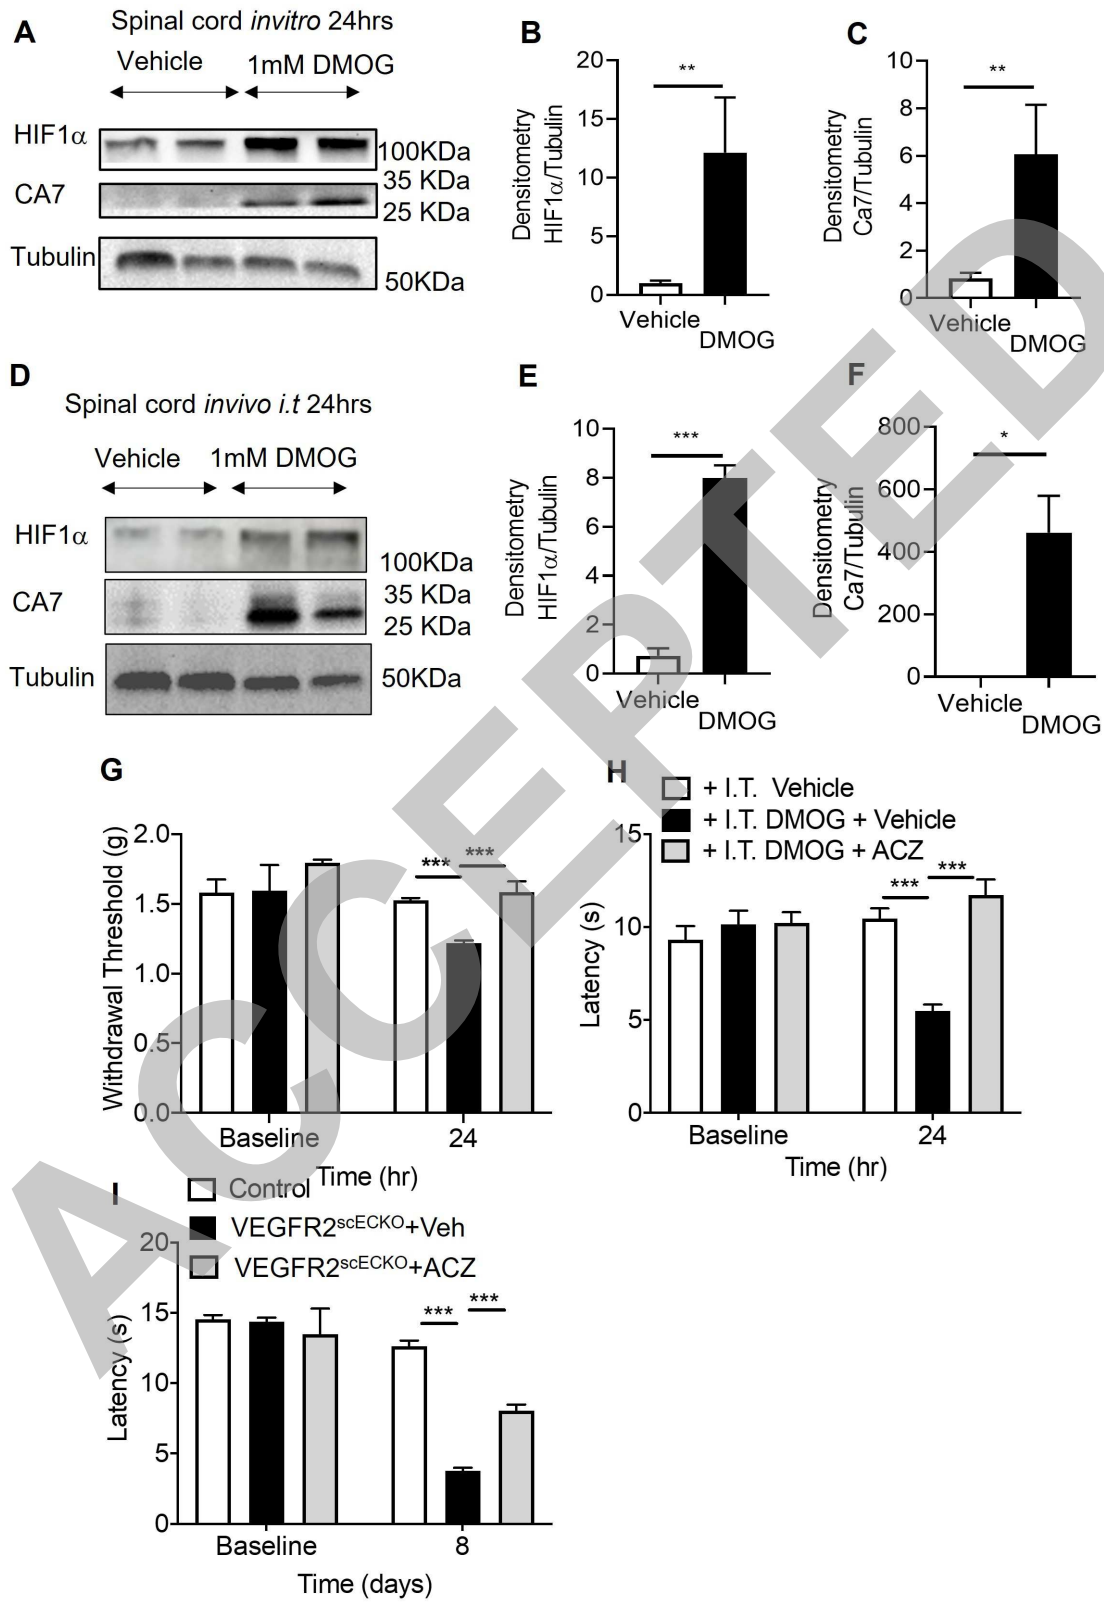 A
Spinal cord invitro 24hrs
Vehicle
1mM DMOG
HIF1α
100KDa
CA7
35 KDa
25 KDa
Tubulin
50KDa
B
Densitometry
HIF1α/Tubulin
20
15
10
5
0
**
Vehicle
DMOG
C
Densitometry
Ca7/Tubulin
10
8
6
4
2
0
**
Vehicle
DMOG
D
Spinal cord invivo i.t 24hrs
Vehicle
1mM DMOG
HIF1α
100KDa
CA7
35 KDa
25 KDa
Tubulin
50KDa
E
Densitometry
HIF1α/Tubulin
10
8
6
4
2
0
***
Vehicle
DMOG
F
Densitometry
Ca7/Tubulin
800
600
400
200
0
*
Vehicle
DMOG
G
Withdrawal Threshold (g)
2.0
1.5
1.0
0.5
0.0
***
***
Baseline
24
Time (hr)
H
+ I.T. Vehicle
+ I.T. DMOG + Vehicle
+ I.T. DMOG + ACZ
Latency (s)
15
10
5
0
***
***
Baseline
24
Time (hr)
I
Control
VEGFR2scECKO+Veh
VEGFR2scECKO+ACZ
Latency (s)
20
15
10
5
0
***
***
Baseline
8
Time (days)
ACCEPTED